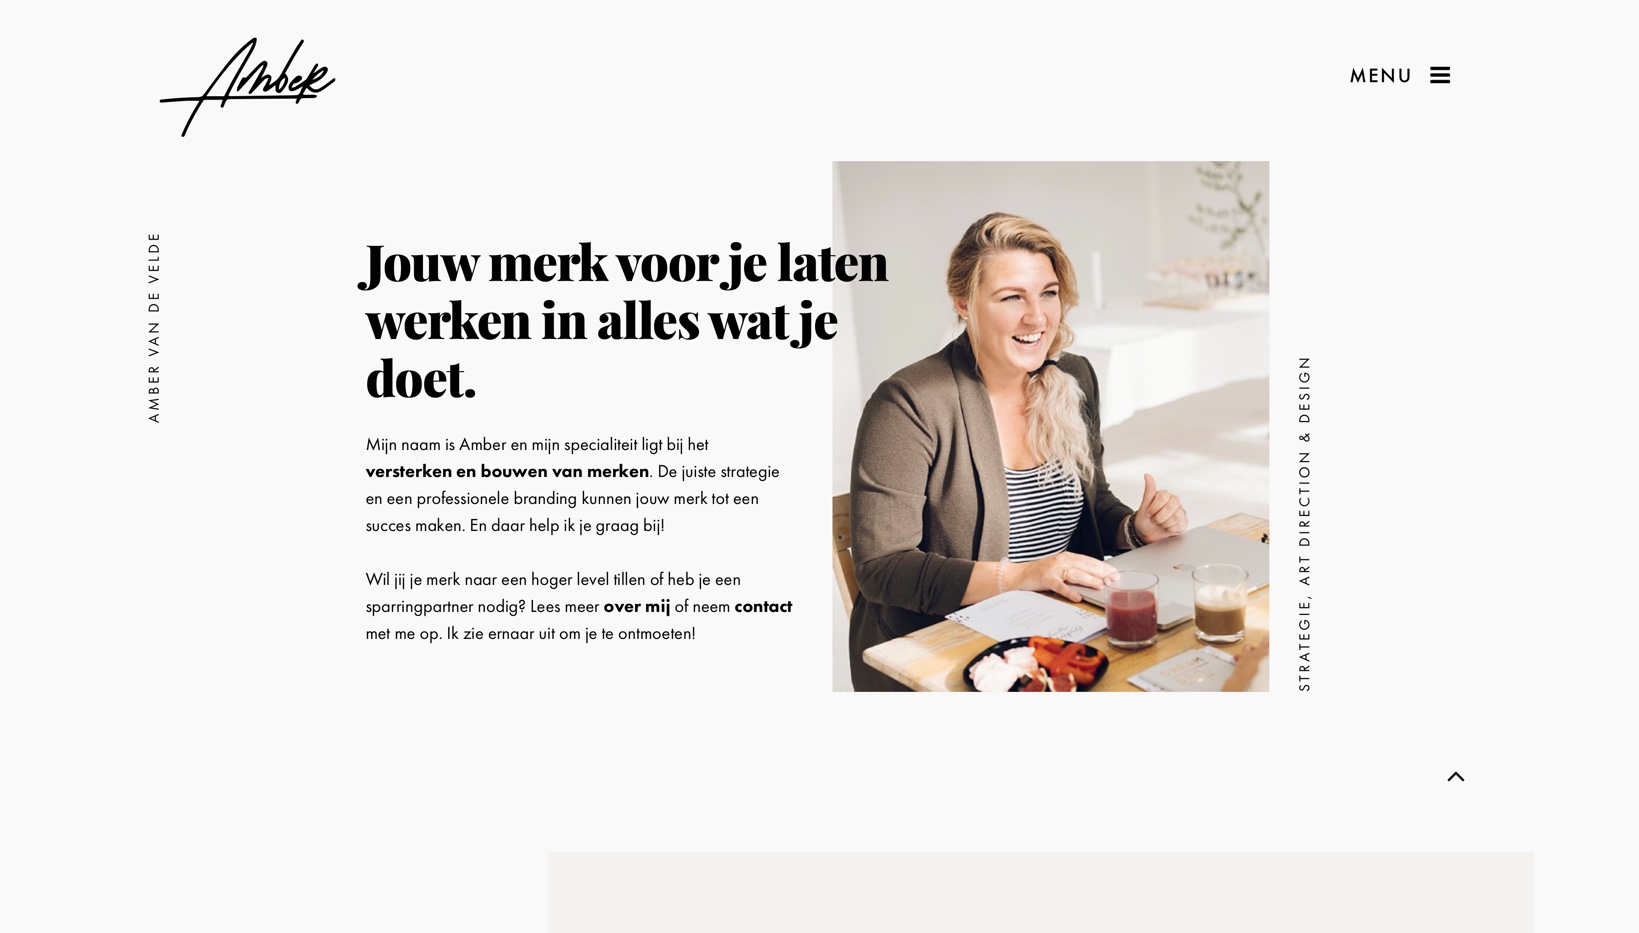 Amber
MENU
AMBER VAN DE VELDE
Jouw merk voor je laten
werken in alles wat je
doet.
Mijn naam is Amber en mijn specialiteit ligt bij het
versterken en bouwen van merken. De juiste strategie
en een professionele branding kunnen jouw merk tot een
succes maken. En daar help ik je graag bij!
Wil jij je merk naar een hoger level tillen of heb je een
sparringpartner nodig? Lees meer over mij of neem contact
met me op. Ik zie ernaar uit om je te ontmoeten!
STRATEGIE, ART DIRECTION & DESIGN